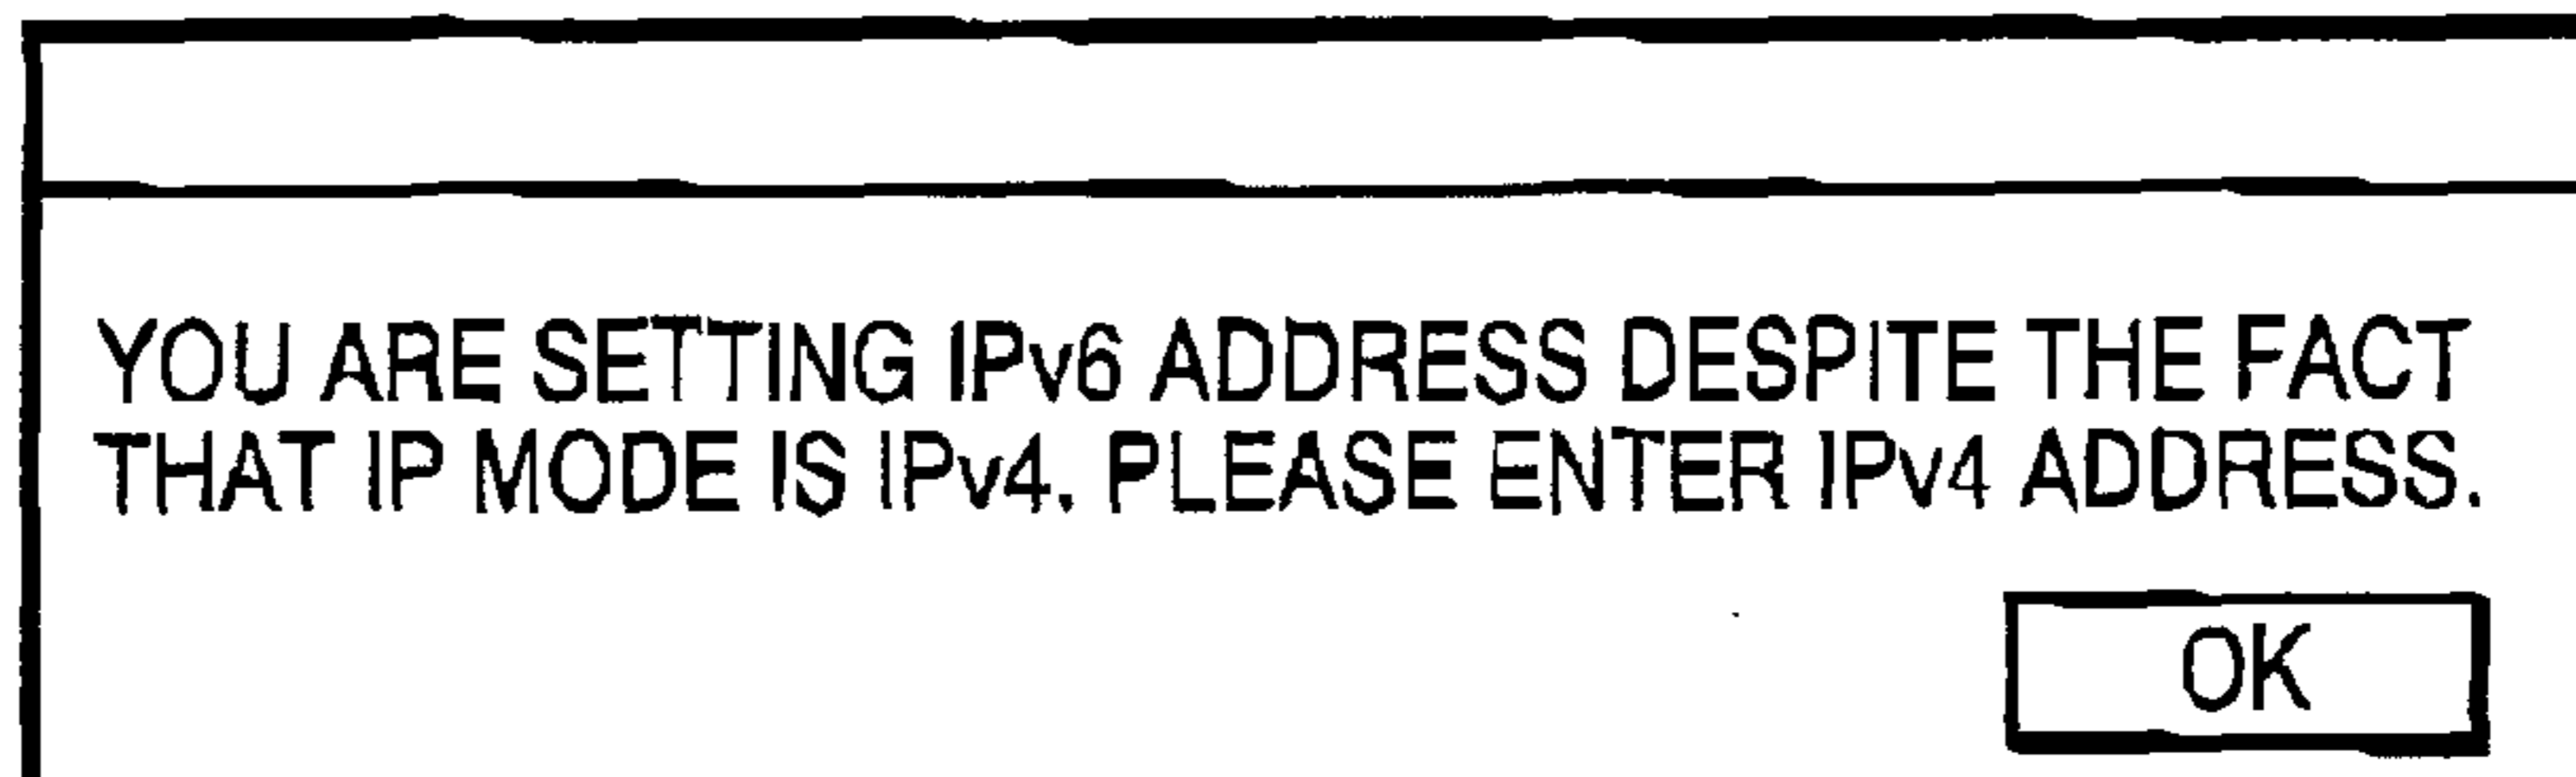 YOU ARE SETTING IPv6 ADDRESS DESPITE THE FACT
THAT IP MODE IS IPv4. PLEASE ENTER IPv4 ADDRESS.
OK